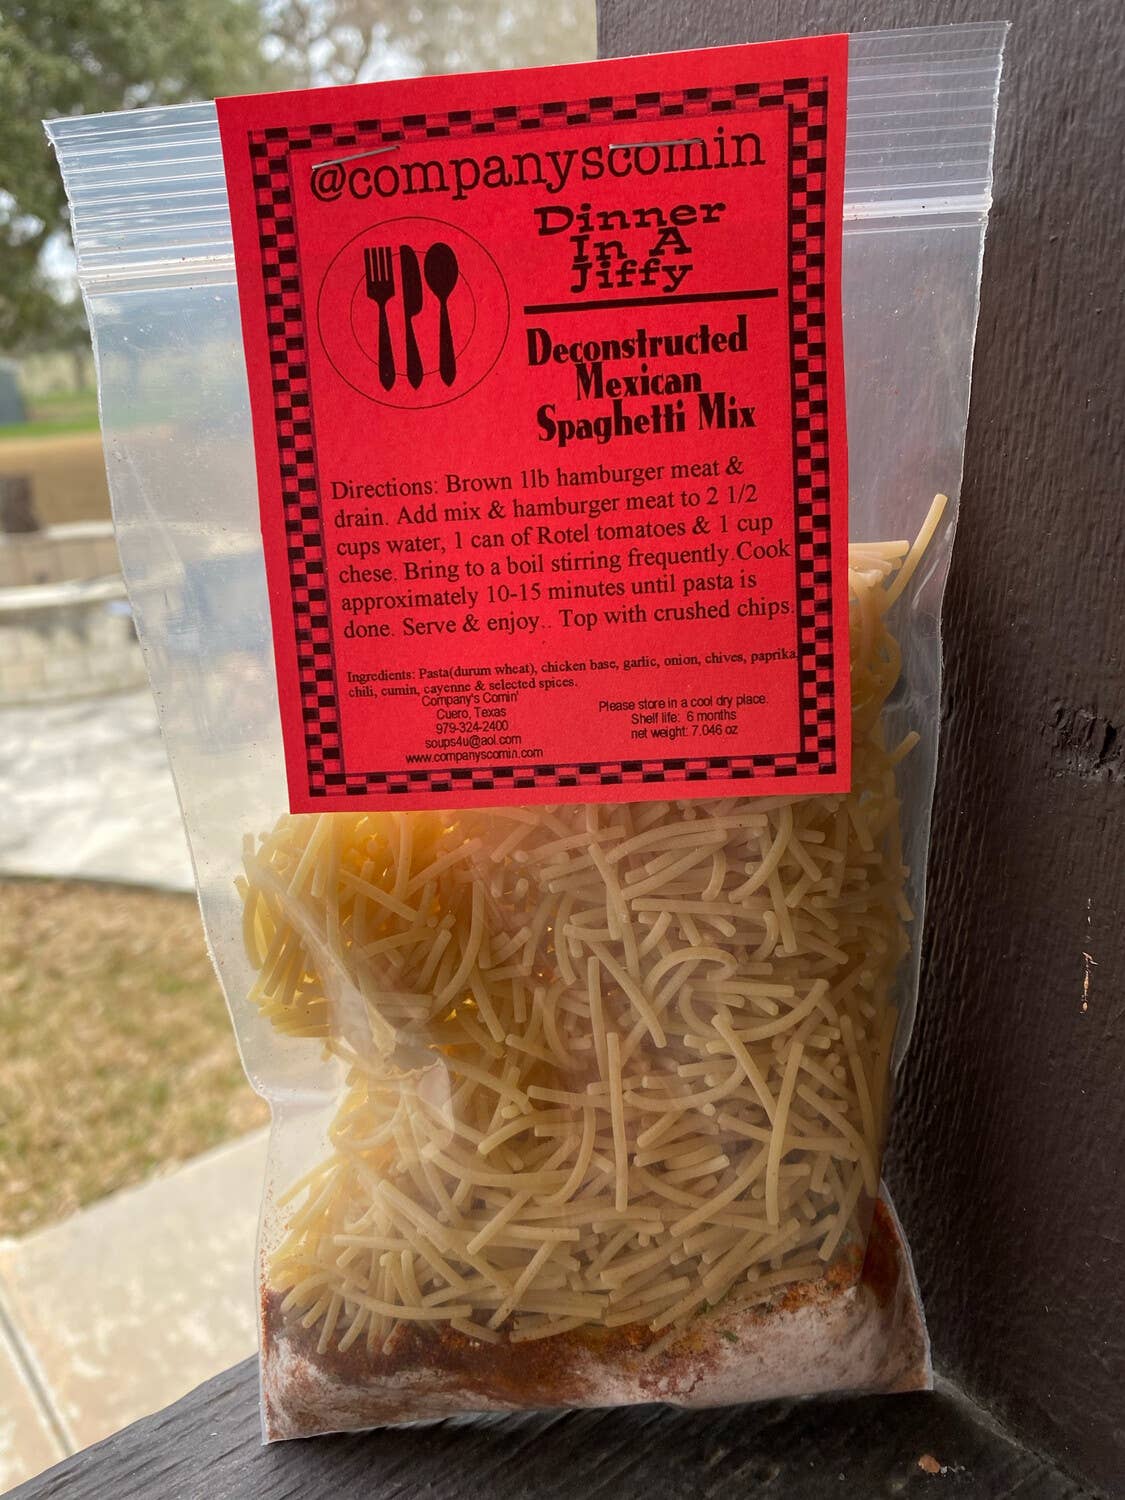 @companyscomin
Dinner
In A
Jiffy
Deconstructed
Mexican
Spaghetti Mix
Directions: Brown 1lb hamburger meat &
drain. Add mix & hamburger meat to 2 1/2
cups water, 1 can of Rotel tomatoes & 1 cup
chese. Bring to a boil stirring frequently. Cook
approximately 10-15 minutes until pasta is
done. Serve & enjoy.. Top with crushed chips.
Ingredients: Pasta(durum wheat), chicken base, garlic, onion, chives, paprika,
chili, cumin, cayenne & selected spices.
Company's Comin'
Cuero, Texas
979-324-2400
soups4u@aol.com
www.companyscomin.com
Please store in a cool dry place.
Shelf life: 6 months
net weight: 7.046 oz